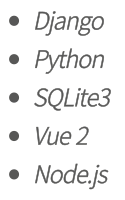 Django
Python
SQLite3
Vue 2
Node.js